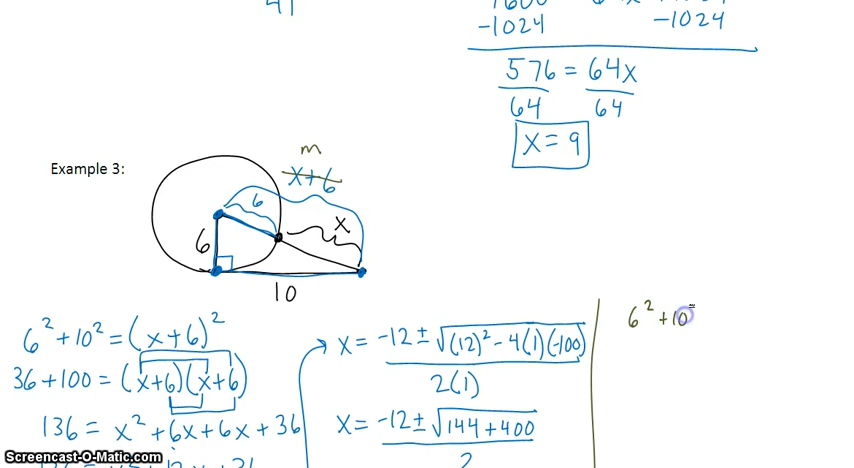 -1024
-1024
576 = 64x
64
64
x = 9
Example 3:
m
x+6
6
x
6
10
6² + 10² = (x+6)²
36 + 100 = (x+6)(x+6)
136 = x² + 6x + 6x + 36
x = -12 ± √(12)² - 4(1)(-100)
2(1)
x = -12 ± √144 + 400
2
6² + 10
Screencast-O-Matic.com